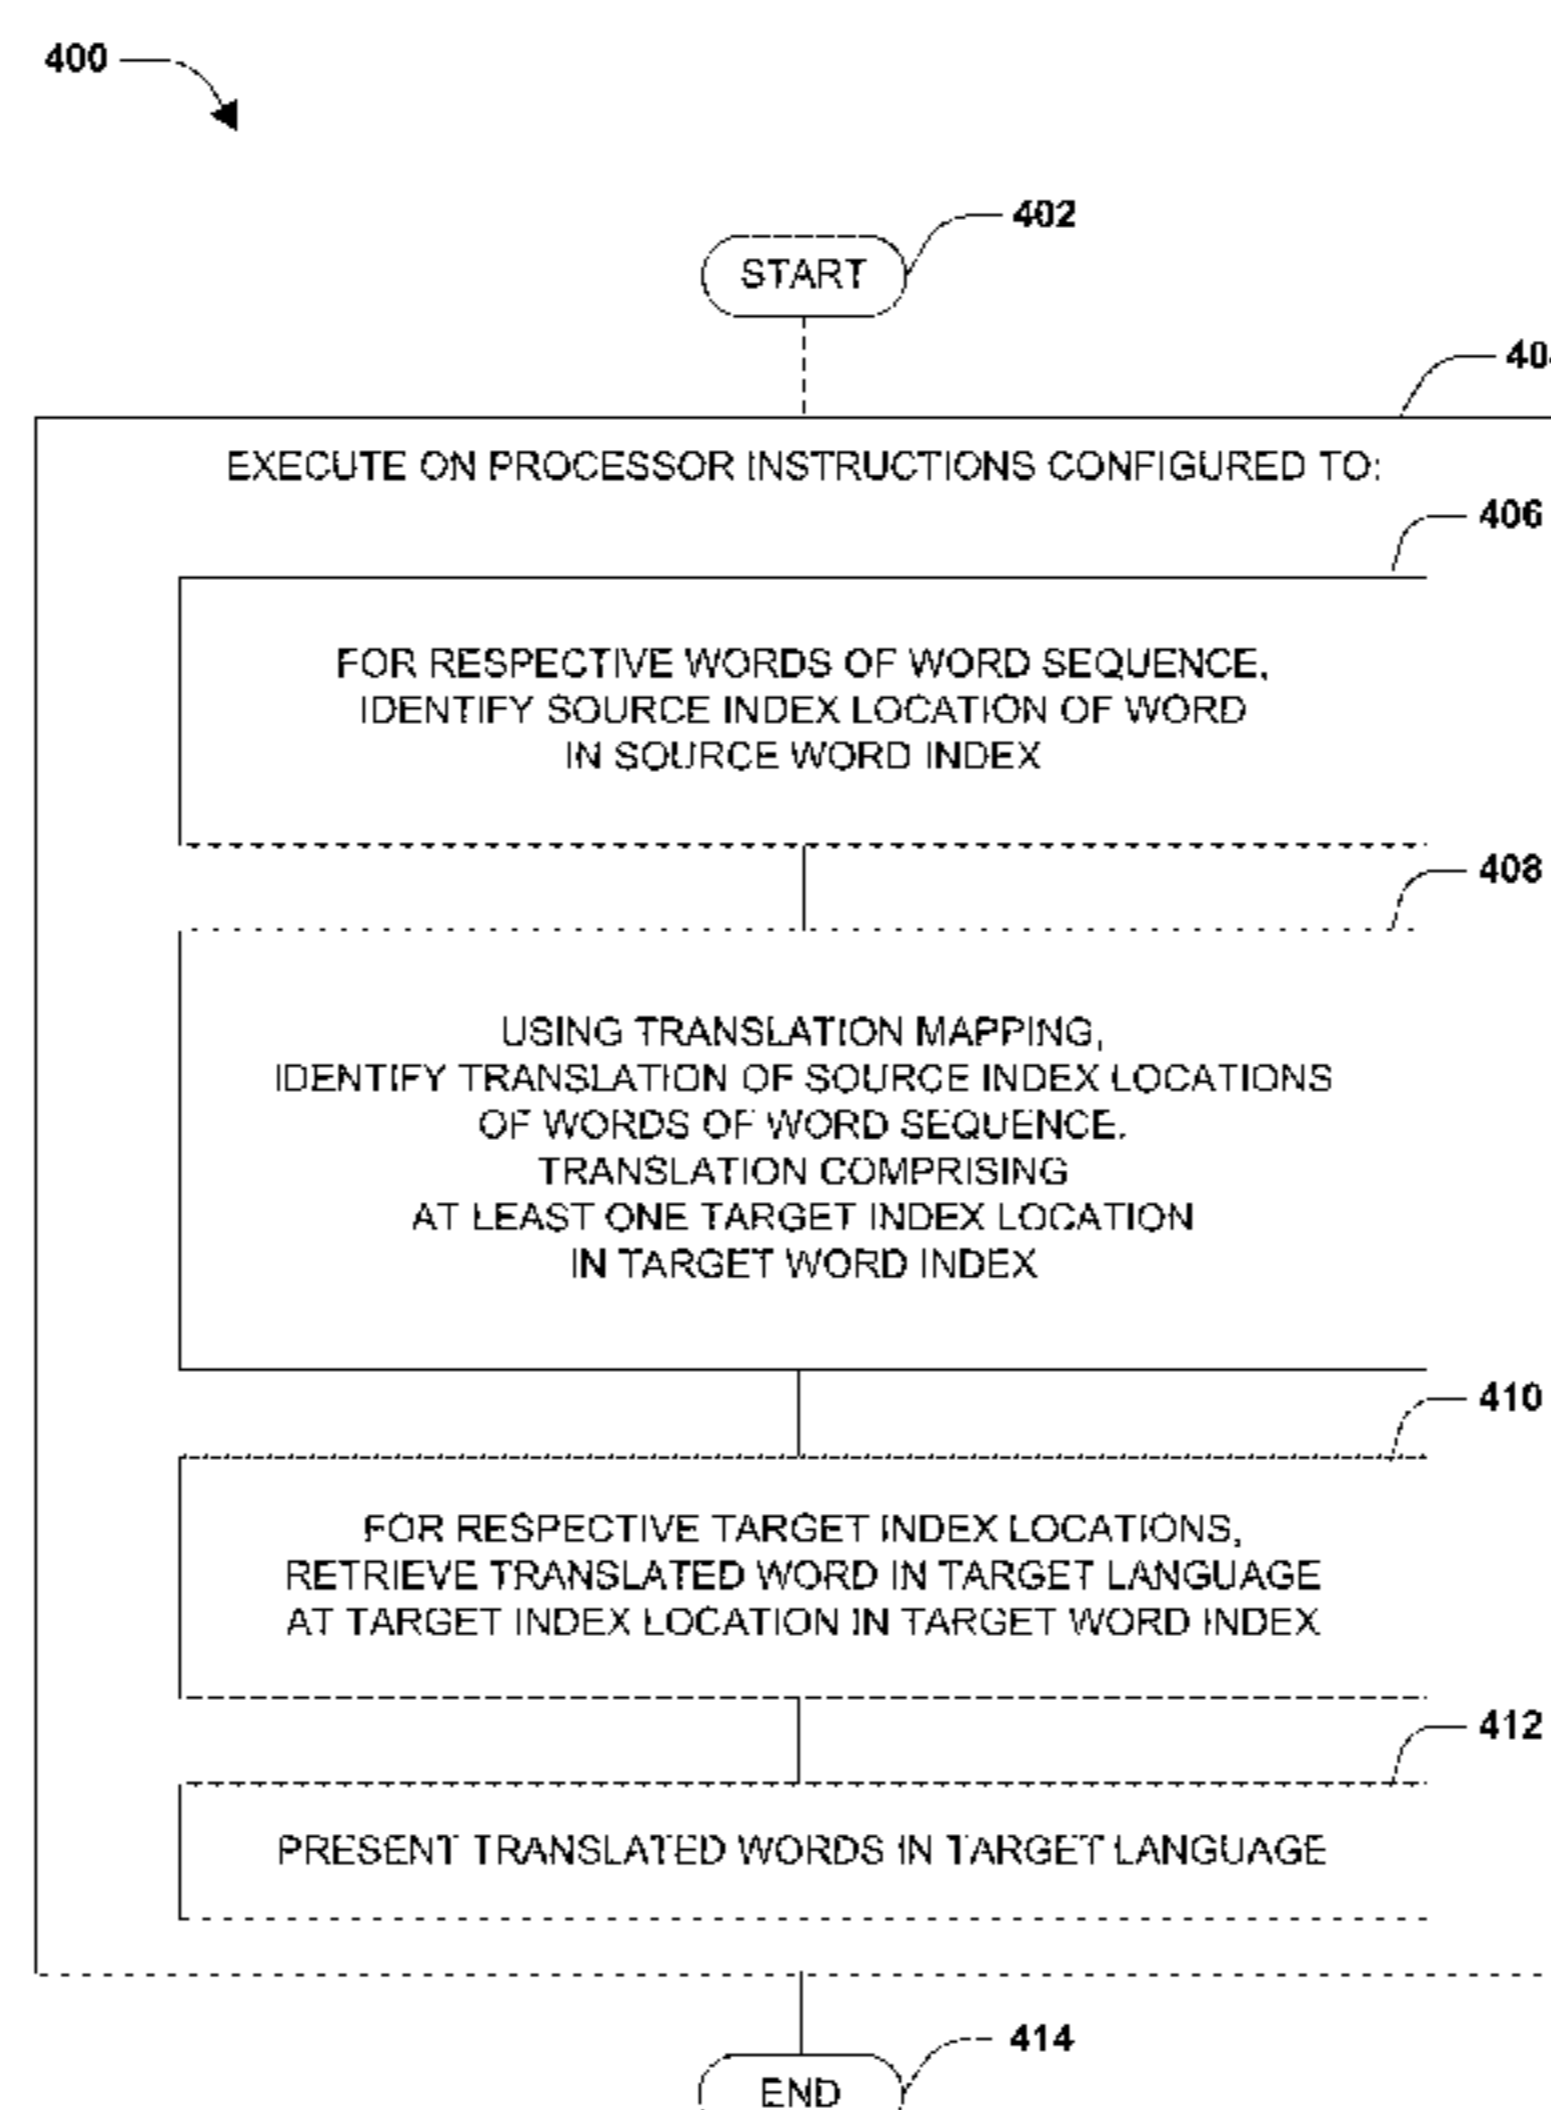 400
402
START
EXECUTE ON PROCESSOR INSTRUCTIONS CONFIGURED TO:
406
FOR RESPECTIVE WORDS OF WORD SEQUENCE,
IDENTIFY SOURCE INDEX LOCATION OF WORD
IN SOURCE WORD INDEX
408
USING TRANSLATION MAPPING,
IDENTIFY TRANSLATION OF SOURCE INDEX LOCATIONS
OF WORDS OF WORD SEQUENCE,
TRANSLATION COMPRISING
AT LEAST ONE TARGET INDEX LOCATION
IN TARGET WORD INDEX
410
FOR RESPECTIVE TARGET INDEX LOCATIONS,
RETRIEVE TRANSLATED WORD IN TARGET LANGUAGE
AT TARGET INDEX LOCATION IN TARGET WORD INDEX
412
PRESENT TRANSLATED WORDS IN TARGET LANGUAGE
414
END